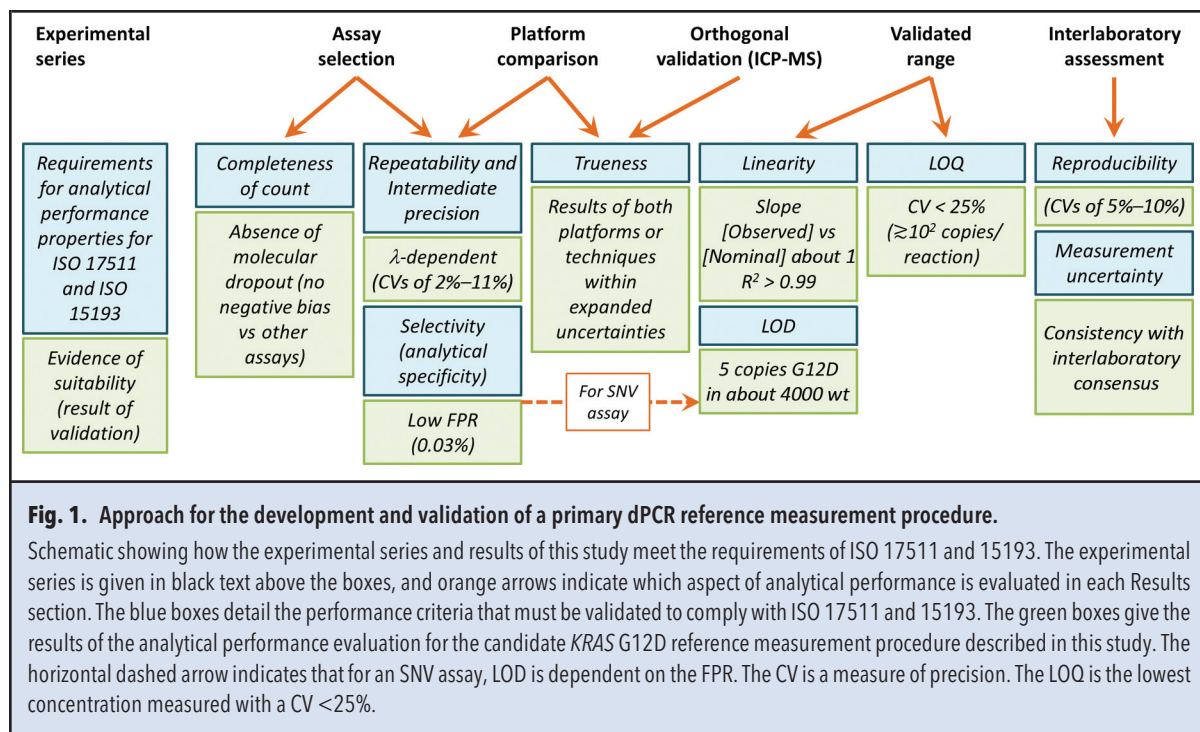 Experimental
series
Assay
selection
Platform
comparison
Orthogonal
validation (ICP-MS)
Validated
range
Interlaboratory
assessment
Requirements
for analytical
performance
properties for
ISO 17511
and ISO
15193
Evidence of
suitability
(result of
validation)
Completeness
of count
Absence of
molecular
dropout (no
negative bias
vs other
assays)
Repeatability and
Intermediate
precision
λ-dependent
(CVs of 2%–11%)
Selectivity
(analytical
specificity)
Low FPR
(0.03%)
Trueness
Results of both
platforms or
techniques
within
expanded
uncertainties
For SNV
assay
Linearity
Slope
[Observed] vs
[Nominal] about 1
R² > 0.99
LOD
5 copies G12D
in about 4000 wt
LOQ
CV < 25%
(≳10² copies/
reaction)
Reproducibility
(CVs of 5%–10%)
Measurement
uncertainty
Consistency with
interlaboratory
consensus
Fig. 1. Approach for the development and validation of a primary dPCR reference measurement procedure.
Schematic showing how the experimental series and results of this study meet the requirements of ISO 17511 and 15193. The experimental
series is given in black text above the boxes, and orange arrows indicate which aspect of analytical performance is evaluated in each Results
section. The blue boxes detail the performance criteria that must be validated to comply with ISO 17511 and 15193. The green boxes give the
results of the analytical performance evaluation for the candidate KRAS G12D reference measurement procedure described in this study. The
horizontal dashed arrow indicates that for an SNV assay, LOD is dependent on the FPR. The CV is a measure of precision. The LOQ is the lowest
concentration measured with a CV <25%.